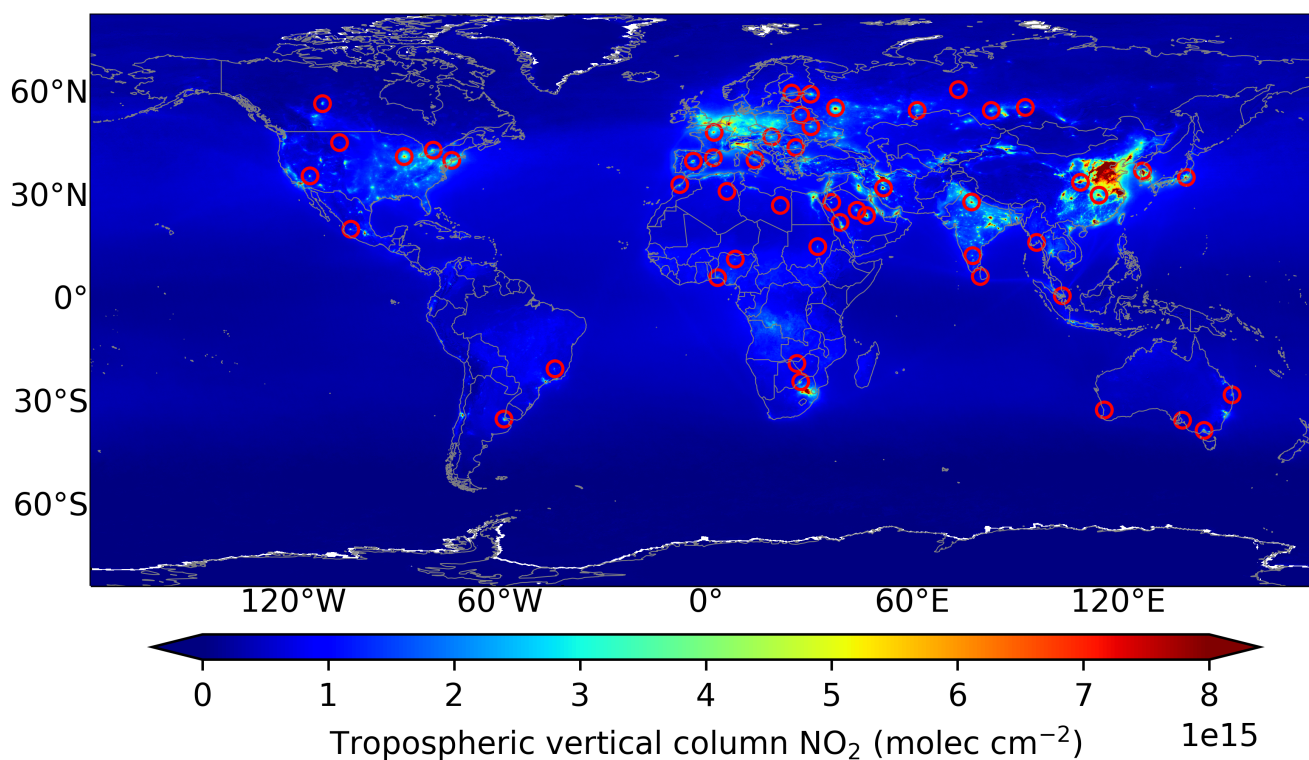 60°N
30°N
0°
30°S
60°S
120°W 60°W 0° 60°E 120°E
0 1 2 3 4 5 6 7 8
1e15
Tropospheric vertical column NO₂ (molec cm⁻²)